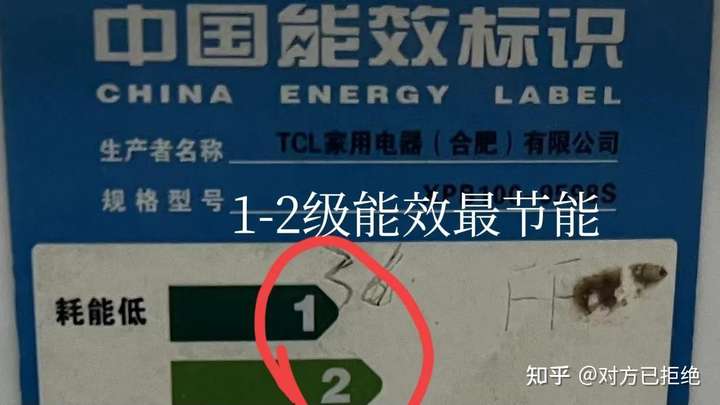 中国能效标识
CHINA ENERGY LABEL
生产者名称 TCL家用电器（合肥）有限公司
规格型号
1-2级能效最节能
36
耗能低 1
2
知乎 @对方已拒绝